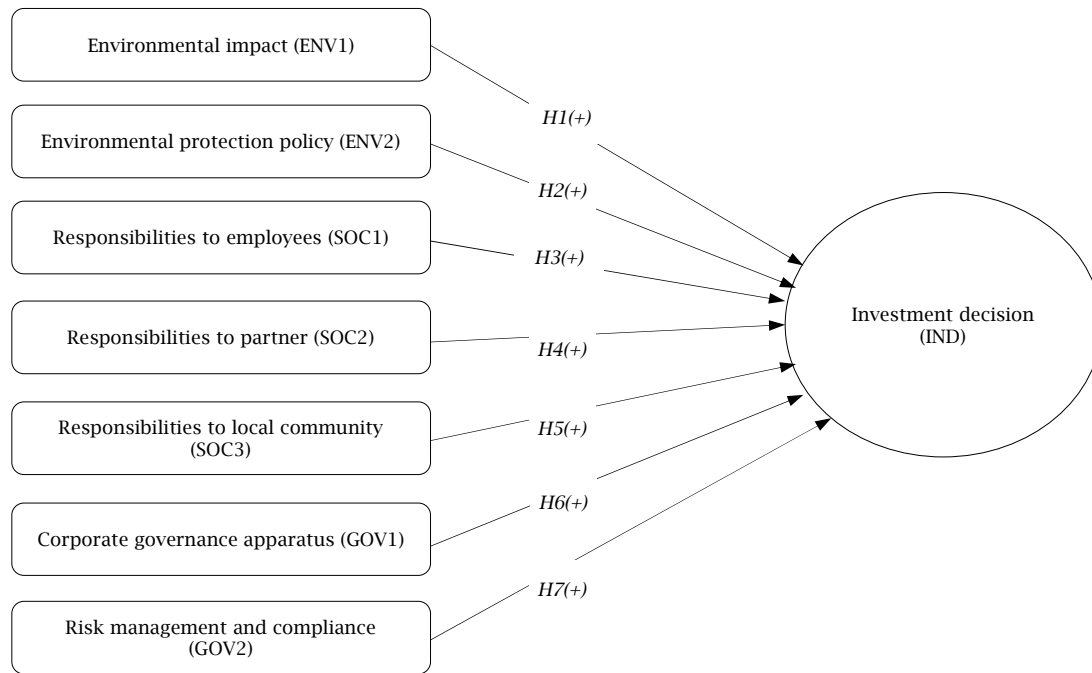 Environmental impact (ENV1)
H1(+)
Environmental protection policy (ENV2)
H2(+)
Responsibilities to employees (SOC1)
H3(+)
Investment decision
(IND)
Responsibilities to partner (SOC2)
H4(+)
Responsibilities to local community
(SOC3)
H5(+)
Corporate governance apparatus (GOV1)
H6(+)
Risk management and compliance
(GOV2)
H7(+)